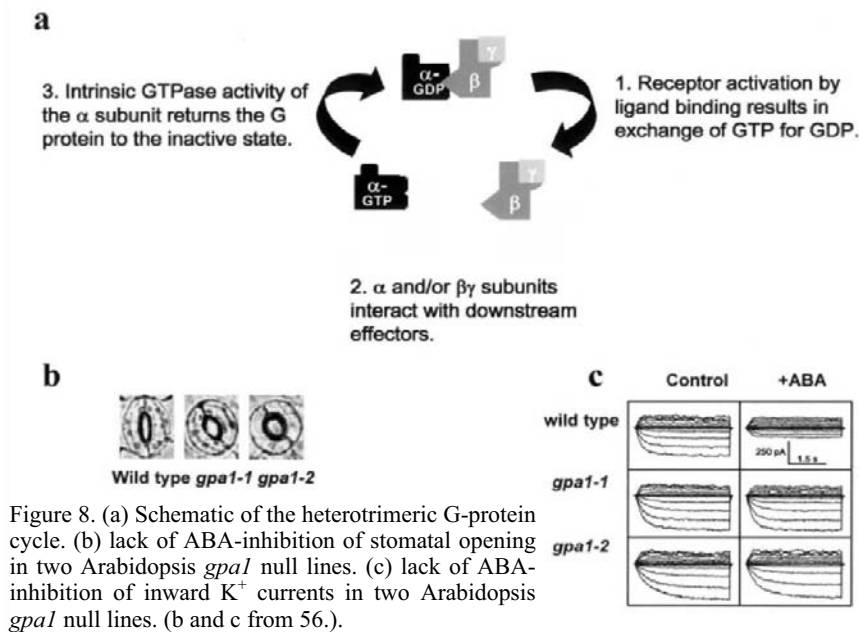 a
α-
GDP
β
γ
3. Intrinsic GTPase activity of
the α subunit returns the G
protein to the inactive state.
1. Receptor activation by
ligand binding results in
exchange of GTP for GDP.
α-
GTP
β
γ
2. α and/or βγ subunits
interact with downstream
effectors.
b
Wild type gpa1-1 gpa1-2
c
Control +ABA
wild type
250 pA
1.5 s
gpa1-1
gpa1-2
Figure 8. (a) Schematic of the heterotrimeric G-protein
cycle. (b) lack of ABA-inhibition of stomatal opening
in two Arabidopsis gpa1 null lines. (c) lack of ABA-
inhibition of inward K⁺ currents in two Arabidopsis
gpa1 null lines. (b and c from 56.).